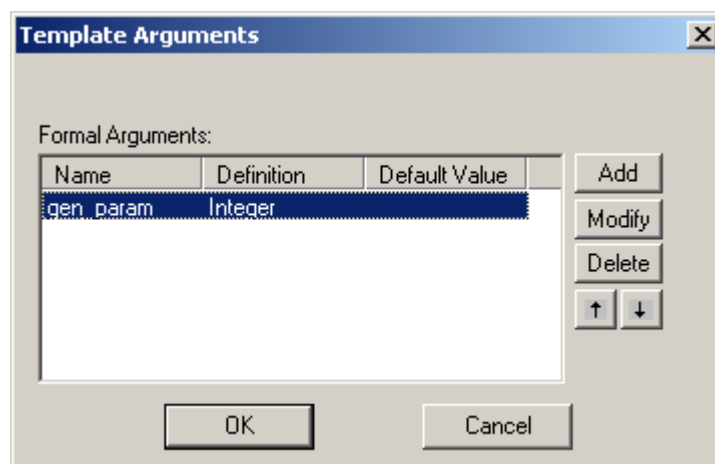 Template Arguments
Formal Arguments:
Name Definition Default Value
gen_param Integer
Add
Modify
Delete
OK Cancel